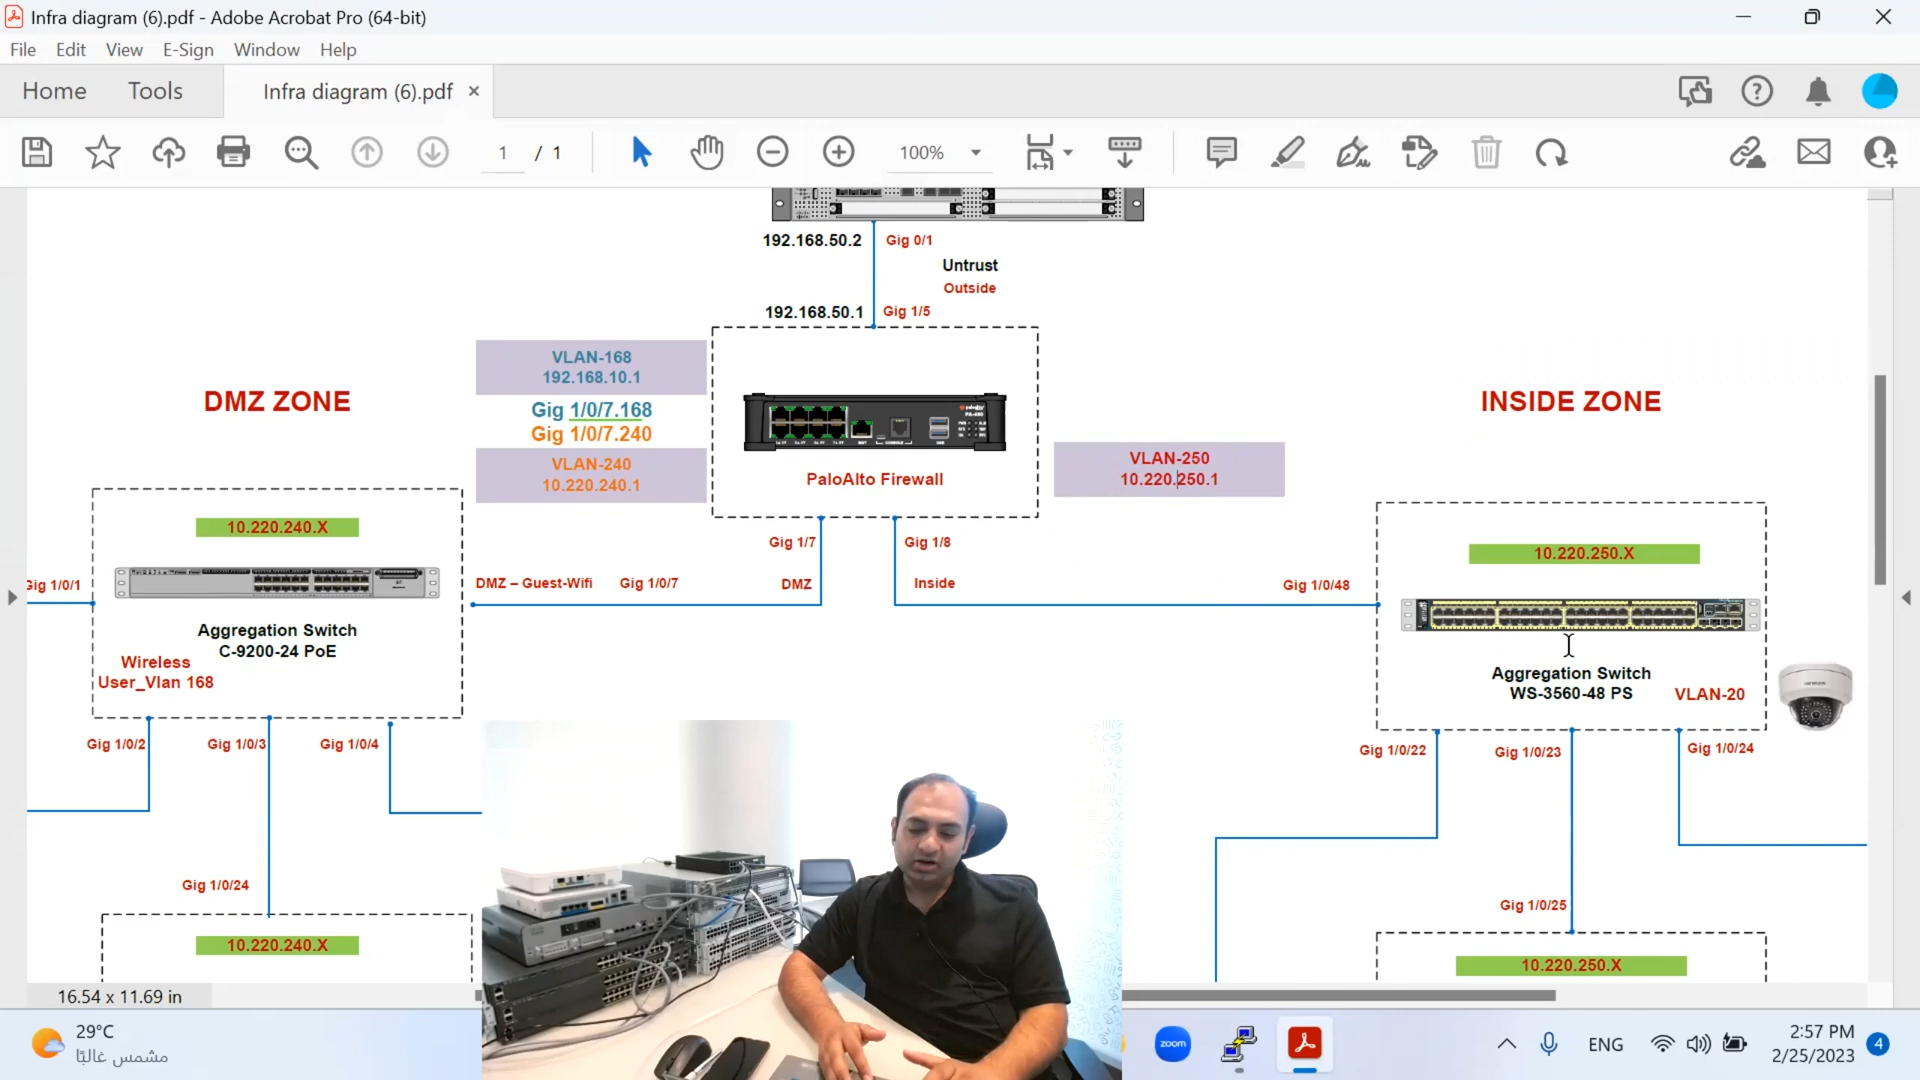 Infra diagram (6).pdf - Adobe Acrobat Pro (64-bit)
File Edit View E-Sign Window Help
Home Tools Infra diagram (6).pdf ×
1 / 1 100%
192.168.50.2 Gig 0/1
Untrust
Outside
192.168.50.1 Gig 1/5
VLAN-168
192.168.10.1
Gig 1/0/7.168
Gig 1/0/7.240
VLAN-240
10.220.240.1
DMZ ZONE
INSIDE ZONE
PaloAlto Firewall
VLAN-250
10.220.250.1
10.220.240.X
10.220.250.X
Gig 1/7 Gig 1/8
Gig 1/0/1
DMZ – Guest-Wifi Gig 1/0/7 DMZ Inside Gig 1/0/48
Aggregation Switch
C-9200-24 PoE
Wireless
User_Vlan 168
Aggregation Switch
WS-3560-48 PS
VLAN-20
Gig 1/0/2 Gig 1/0/3 Gig 1/0/4
Gig 1/0/22 Gig 1/0/23 Gig 1/0/24
Gig 1/0/24
Gig 1/0/25
10.220.240.X
10.220.250.X
16.54 x 11.69 in
29°C
مشمس غالبًا
zoom
ENG
2:57 PM
2/25/2023
4